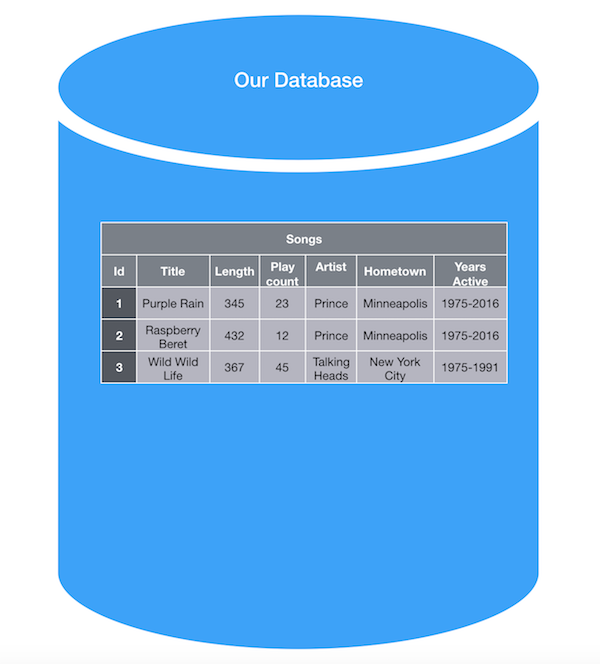 Our Database
Songs
Id Title Length Play count Artist Hometown Years Active
1 Purple Rain 345 23 Prince Minneapolis 1975-2016
2 Raspberry Beret 432 12 Prince Minneapolis 1975-2016
3 Wild Wild Life 367 45 Talking Heads New York City 1975-1991